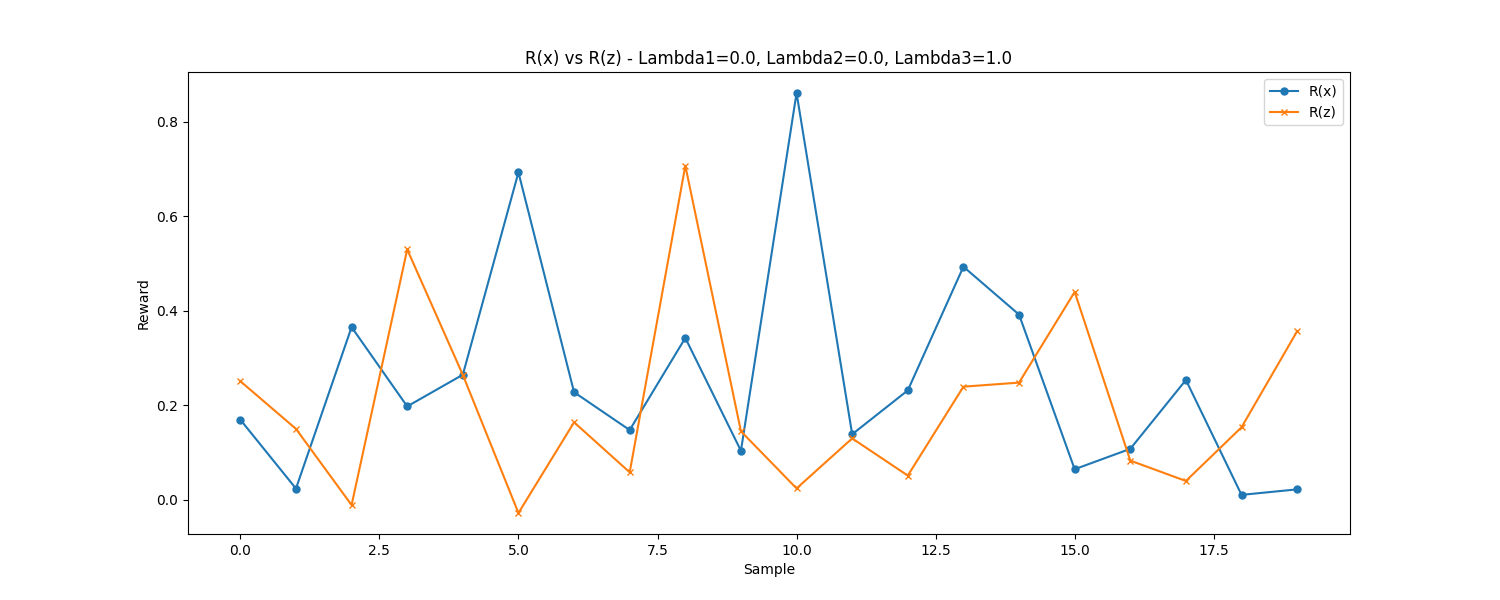 R(x) vs R(z) - Lambda1=0.0, Lambda2=0.0, Lambda3=1.0
R(x)
R(z)
Reward
0.8
0.6
0.4
0.2
0.0
0.0 2.5 5.0 7.5 10.0 12.5 15.0 17.5
Sample